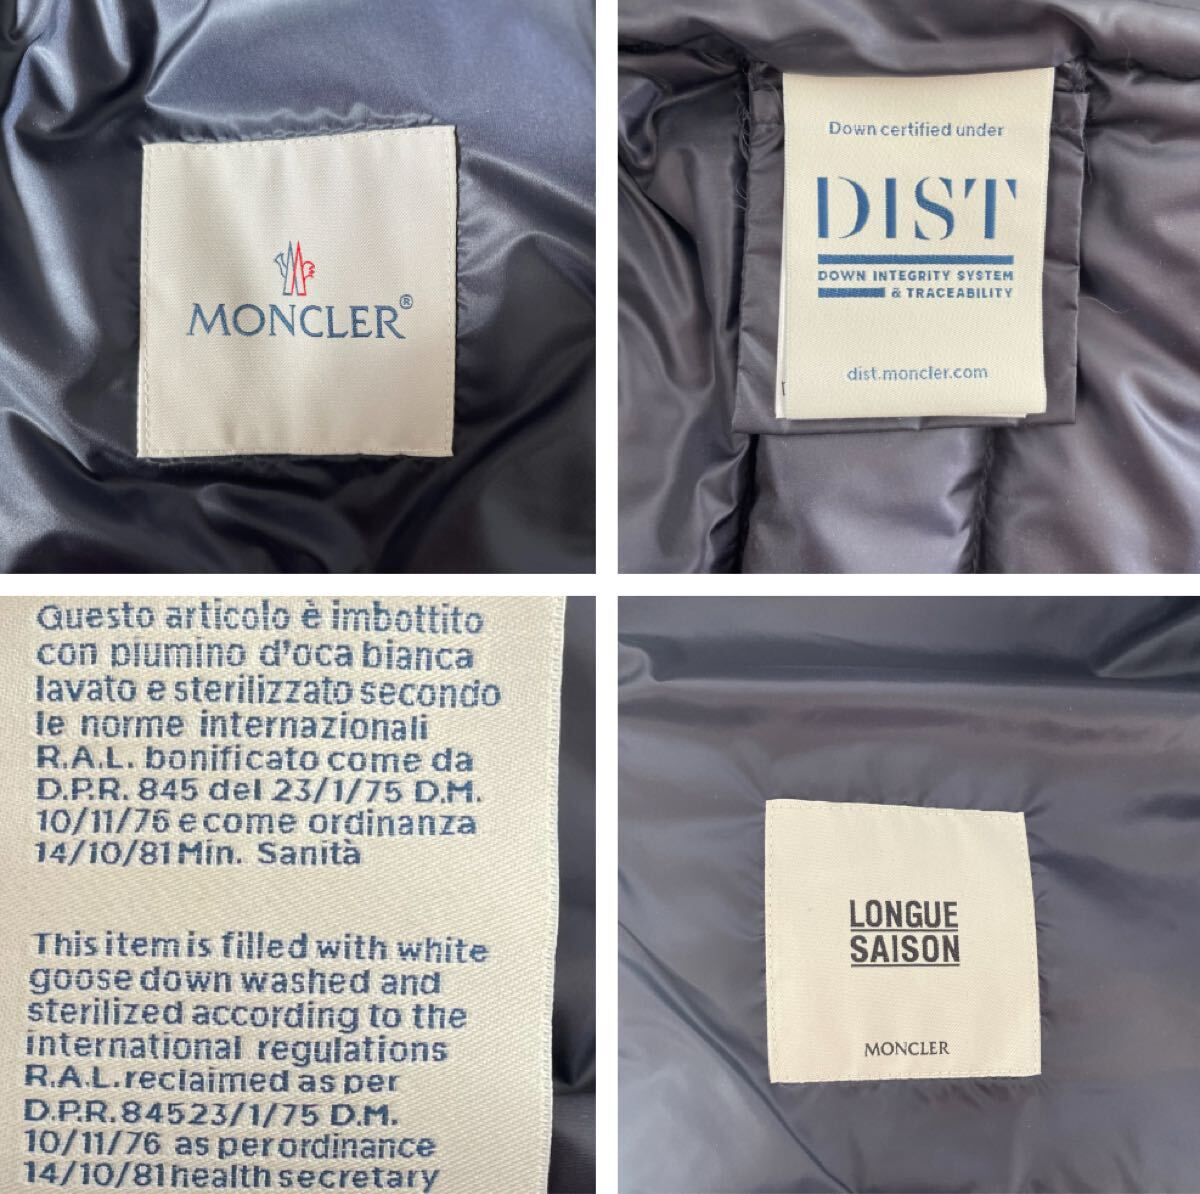 MONCLER®
Down certified under
DIST
DOWN INTEGRITY SYSTEM
& TRACEABILITY
dist.moncler.com
Questo articolo è imbottito
con piumino d'oca bianca
lavato e sterilizzato secondo
le norme internazionali
R.A.L. bonificato come da
D.P.R. 845 del 23/1/75 D.M.
10/11/76 e come ordinanza
14/10/81 Min. Sanità
This item is filled with white
goose down washed and
sterilized according to the
international regulations
R.A.L. reclaimed as per
D.P.R. 84523/1/75 D.M.
10/11/76 as per ordinance
14/10/81 health secretary
LONGUE
SAISON
MONCLER